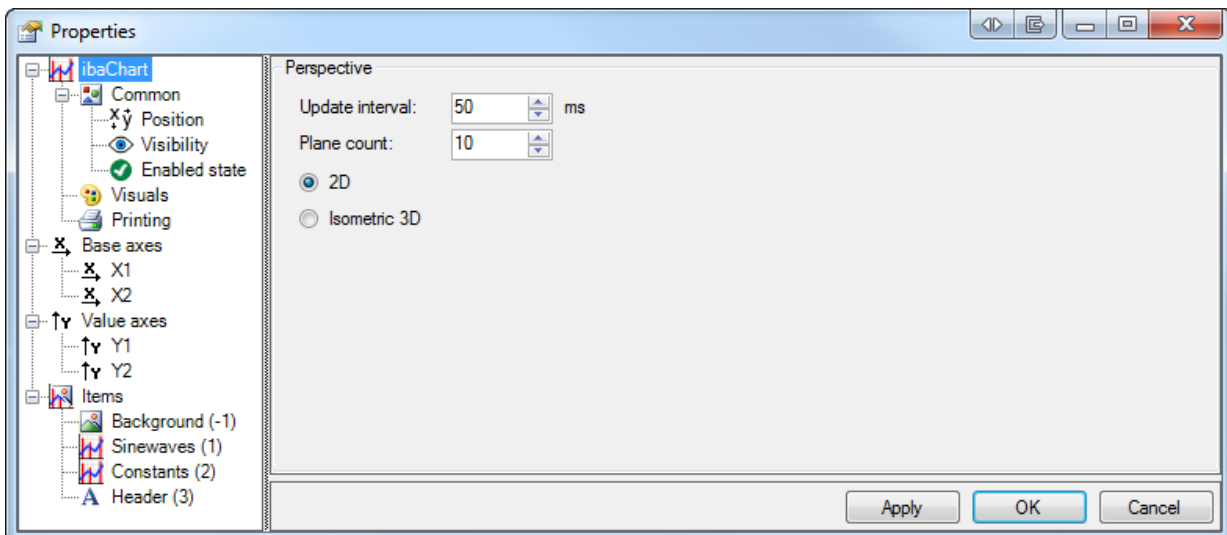 Properties
ibaChart
Common
Position
Visibility
Enabled state
Visuals
Printing
Base axes
X1
X2
Value axes
Y1
Y2
Items
Background (-1)
Sinewaves (1)
Constants (2)
Header (3)
Perspective
Update interval: 50 ms
Plane count: 10
2D
Isometric 3D
Apply OK Cancel